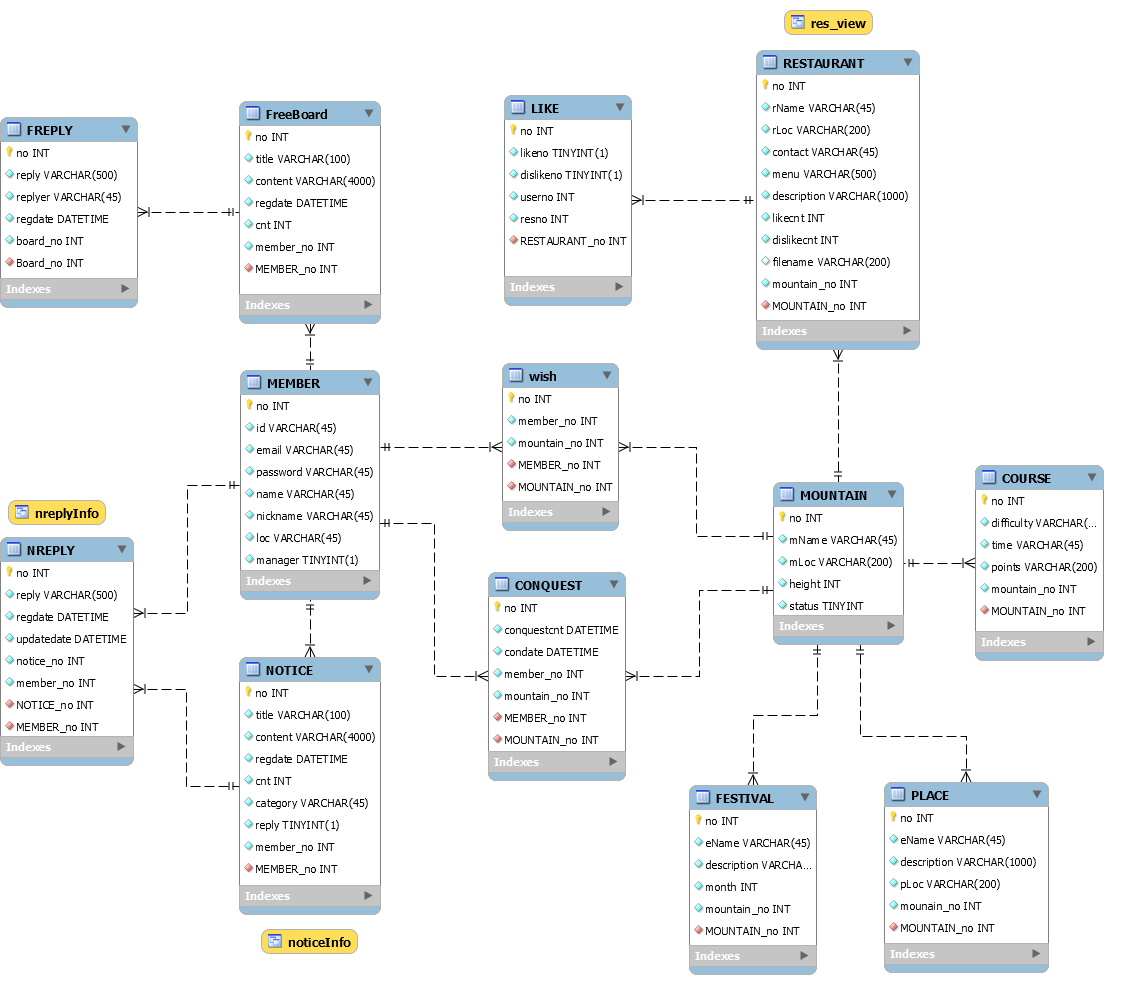 res_view
RESTAURANT
no INT
rName VARCHAR(45)
rLoc VARCHAR(200)
contact VARCHAR(45)
menu VARCHAR(500)
description VARCHAR(1000)
likecnt INT
dislikecnt INT
filename VARCHAR(200)
mountain_no INT
MOUNTAIN_no INT
Indexes
FREPLY
no INT
reply VARCHAR(500)
replyer VARCHAR(45)
regdate DATETIME
board_no INT
Board_no INT
Indexes
FreeBoard
no INT
title VARCHAR(100)
content VARCHAR(4000)
regdate DATETIME
cnt INT
member_no INT
MEMBER_no INT
Indexes
LIKE
no INT
likeno TINYINT(1)
dislikeno TINYINT(1)
userno INT
resno INT
RESTAURANT_no INT
Indexes
MEMBER
no INT
id VARCHAR(45)
email VARCHAR(45)
password VARCHAR(45)
name VARCHAR(45)
nickname VARCHAR(45)
loc VARCHAR(45)
manager TINYINT(1)
Indexes
wish
no INT
member_no INT
mountain_no INT
MEMBER_no INT
MOUNTAIN_no INT
Indexes
MOUNTAIN
no INT
mName VARCHAR(45)
mLoc VARCHAR(200)
height INT
status TINYINT
Indexes
COURSE
no INT
difficulty VARCHAR(...
time VARCHAR(45)
points VARCHAR(200)
mountain_no INT
MOUNTAIN_no INT
Indexes
nreplyInfo
NREPLY
no INT
reply VARCHAR(500)
regdate DATETIME
updatedate DATETIME
notice_no INT
member_no INT
NOTICE_no INT
MEMBER_no INT
Indexes
CONQUEST
no INT
conquestcnt DATETIME
condate DATETIME
member_no INT
mountain_no INT
MEMBER_no INT
MOUNTAIN_no INT
Indexes
NOTICE
no INT
title VARCHAR(100)
content VARCHAR(4000)
regdate DATETIME
cnt INT
category VARCHAR(45)
reply TINYINT(1)
member_no INT
MEMBER_no INT
Indexes
noticeInfo
FESTIVAL
no INT
eName VARCHAR(45)
description VARCHA...
month INT
mountain_no INT
MOUNTAIN_no INT
Indexes
PLACE
no INT
eName VARCHAR(45)
description VARCHAR(1000)
pLoc VARCHAR(200)
mounain_no INT
MOUNTAIN_no INT
Indexes